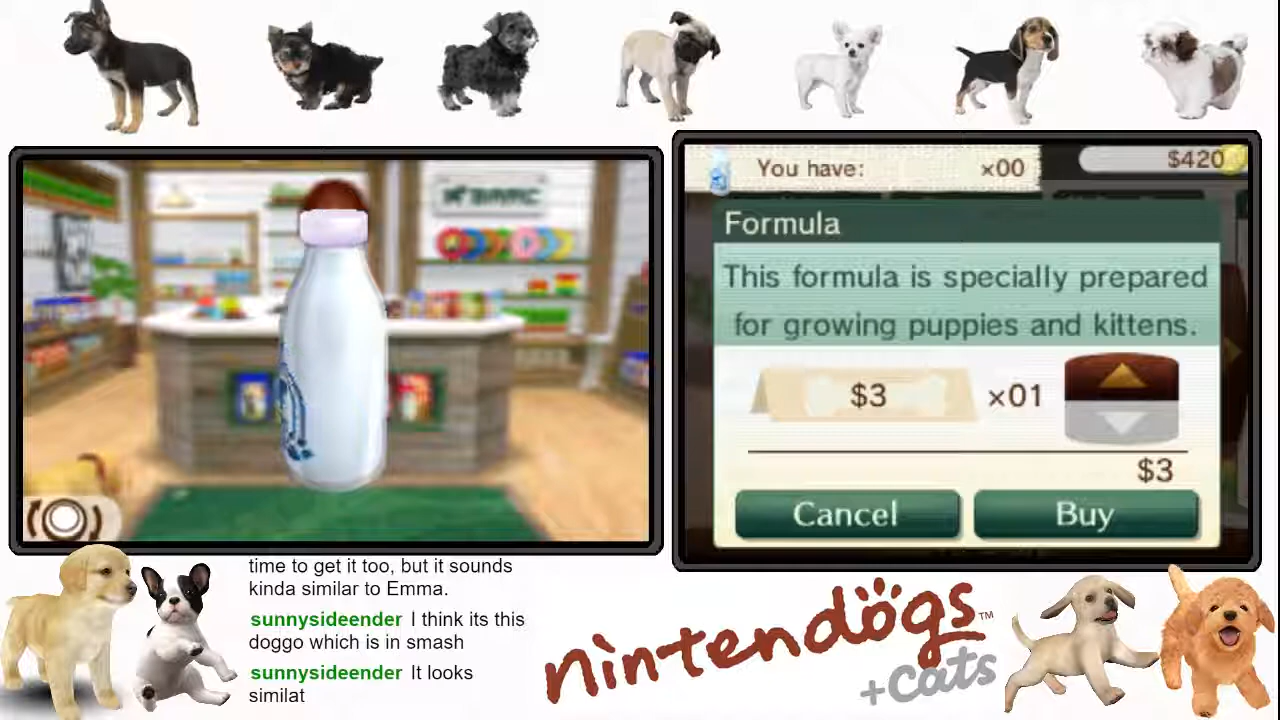 You have: ×00
$420
Formula
This formula is specially prepared
for growing puppies and kittens.
$3 ×01
$3
Cancel Buy
time to get it too, but it sounds
kinda similar to Emma.
sunnysideender I think its this
doggo which is in smash
sunnysideender It looks
similat
nintendogs™
+cats